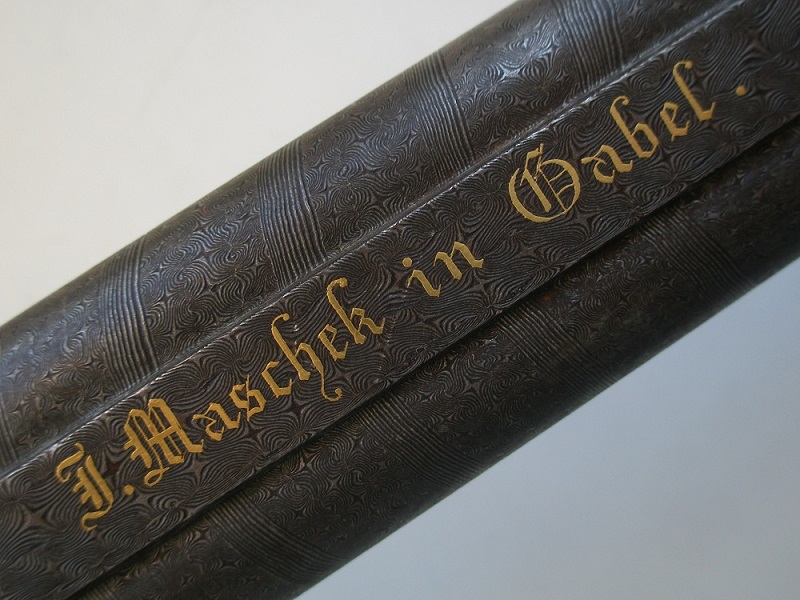 J. Maschek in Gabel.